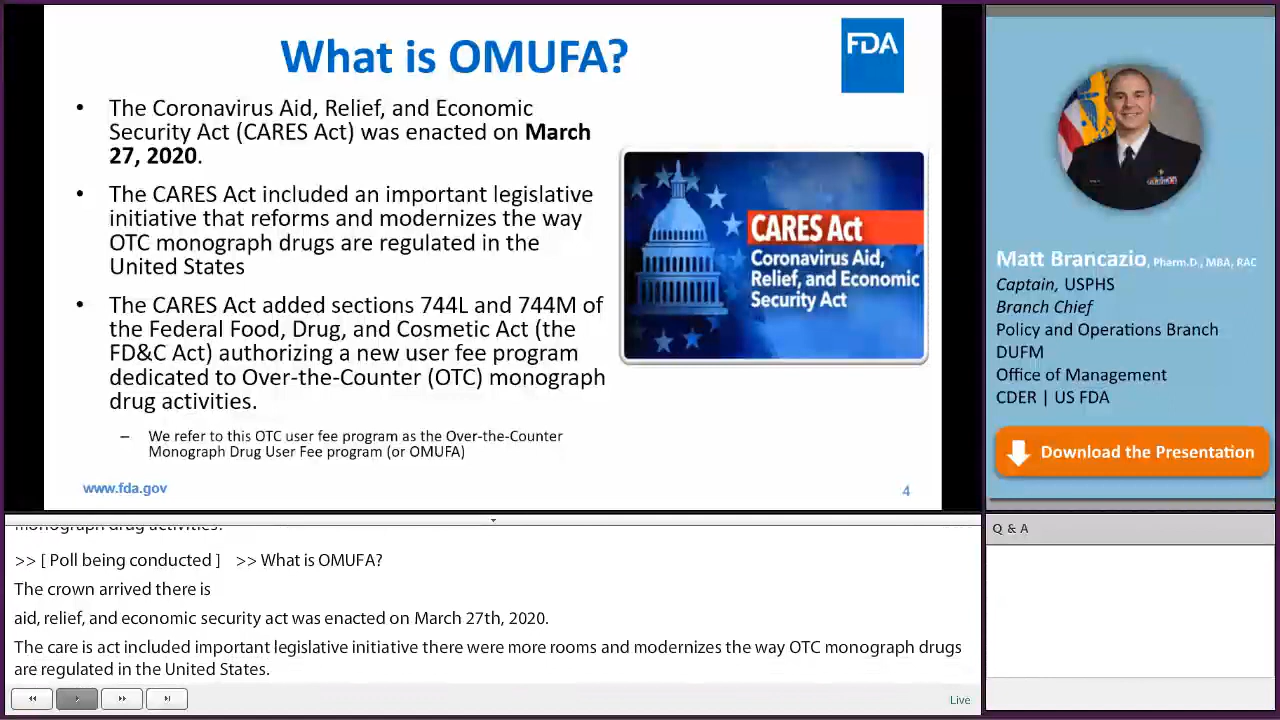 What is OMUFA?
FDA
• The Coronavirus Aid, Relief, and Economic
Security Act (CARES Act) was enacted on March
27, 2020.
• The CARES Act included an important legislative
initiative that reforms and modernizes the way
OTC monograph drugs are regulated in the
United States
• The CARES Act added sections 744L and 744M of
the Federal Food, Drug, and Cosmetic Act (the
FD&C Act) authorizing a new user fee program
dedicated to Over-the-Counter (OTC) monograph
drug activities.
– We refer to this OTC user fee program as the Over-the-Counter
Monograph Drug User Fee program (or OMUFA)
CARES Act
Coronavirus Aid,
Relief, and Economic
Security Act
www.fda.gov
4
Matt Brancazio, Pharm.D., MBA, RAC
Captain, USPHS
Branch Chief
Policy and Operations Branch
DUFM
Office of Management
CDER | US FDA
Download the Presentation
monograph drug activities.
>> [ Poll being conducted ] >> What is OMUFA?
The crown arrived there is
aid, relief, and economic security act was enacted on March 27th, 2020.
The care is act included important legislative initiative there were more rooms and modernizes the way OTC monograph drugs
are regulated in the United States.
Live
Q & A